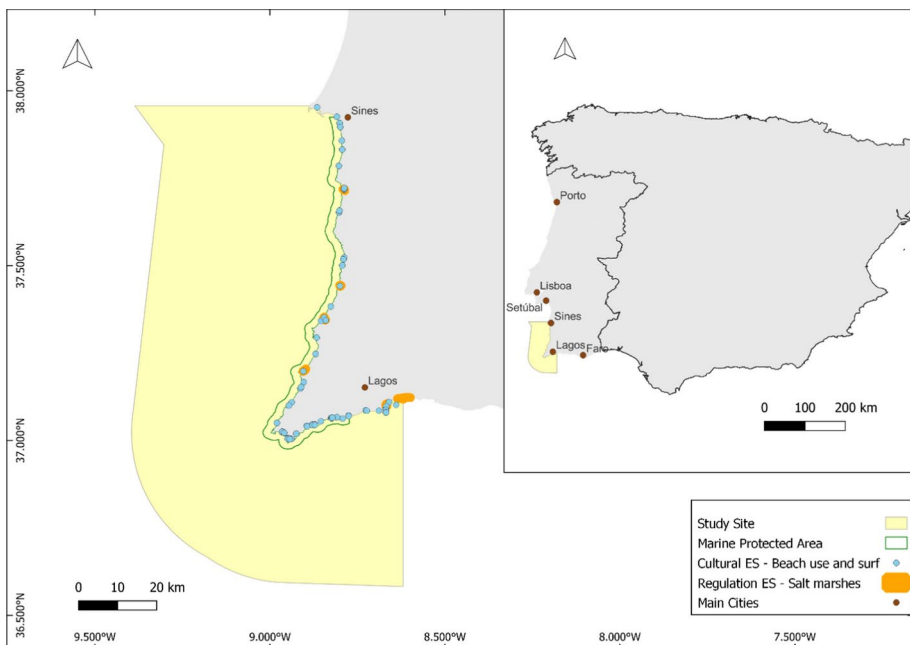 38.000°N
37.500°N
37.000°N
36.500°N
Sines
Lagos
0 10 20 km
9.500°W
9.000°W
8.500°W
8.000°W
7.500°W
Porto
Lisboa
Setúbal
Sines
Lagos
Faro
0 100 200 km
Study Site
Marine Protected Area
Cultural ES - Beach use and surf
Regulation ES - Salt marshes
Main Cities